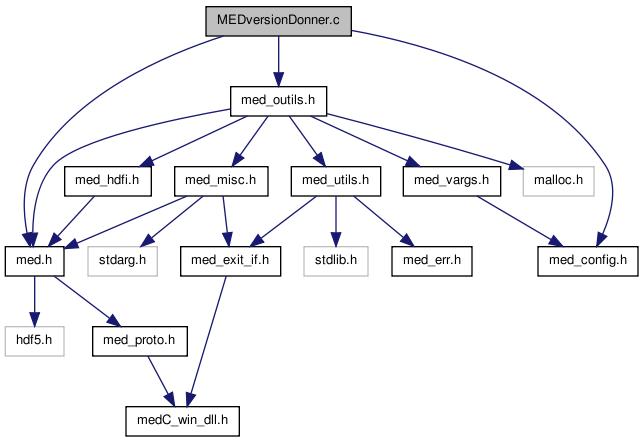 MEDversionDonner.c
med_outils.h
med_hdfi.h
med_misc.h
med_utils.h
med_vargs.h
malloc.h
med.h
stdarg.h
med_exit_if.h
stdlib.h
med_err.h
med_config.h
hdf5.h
med_proto.h
medC_win_dll.h